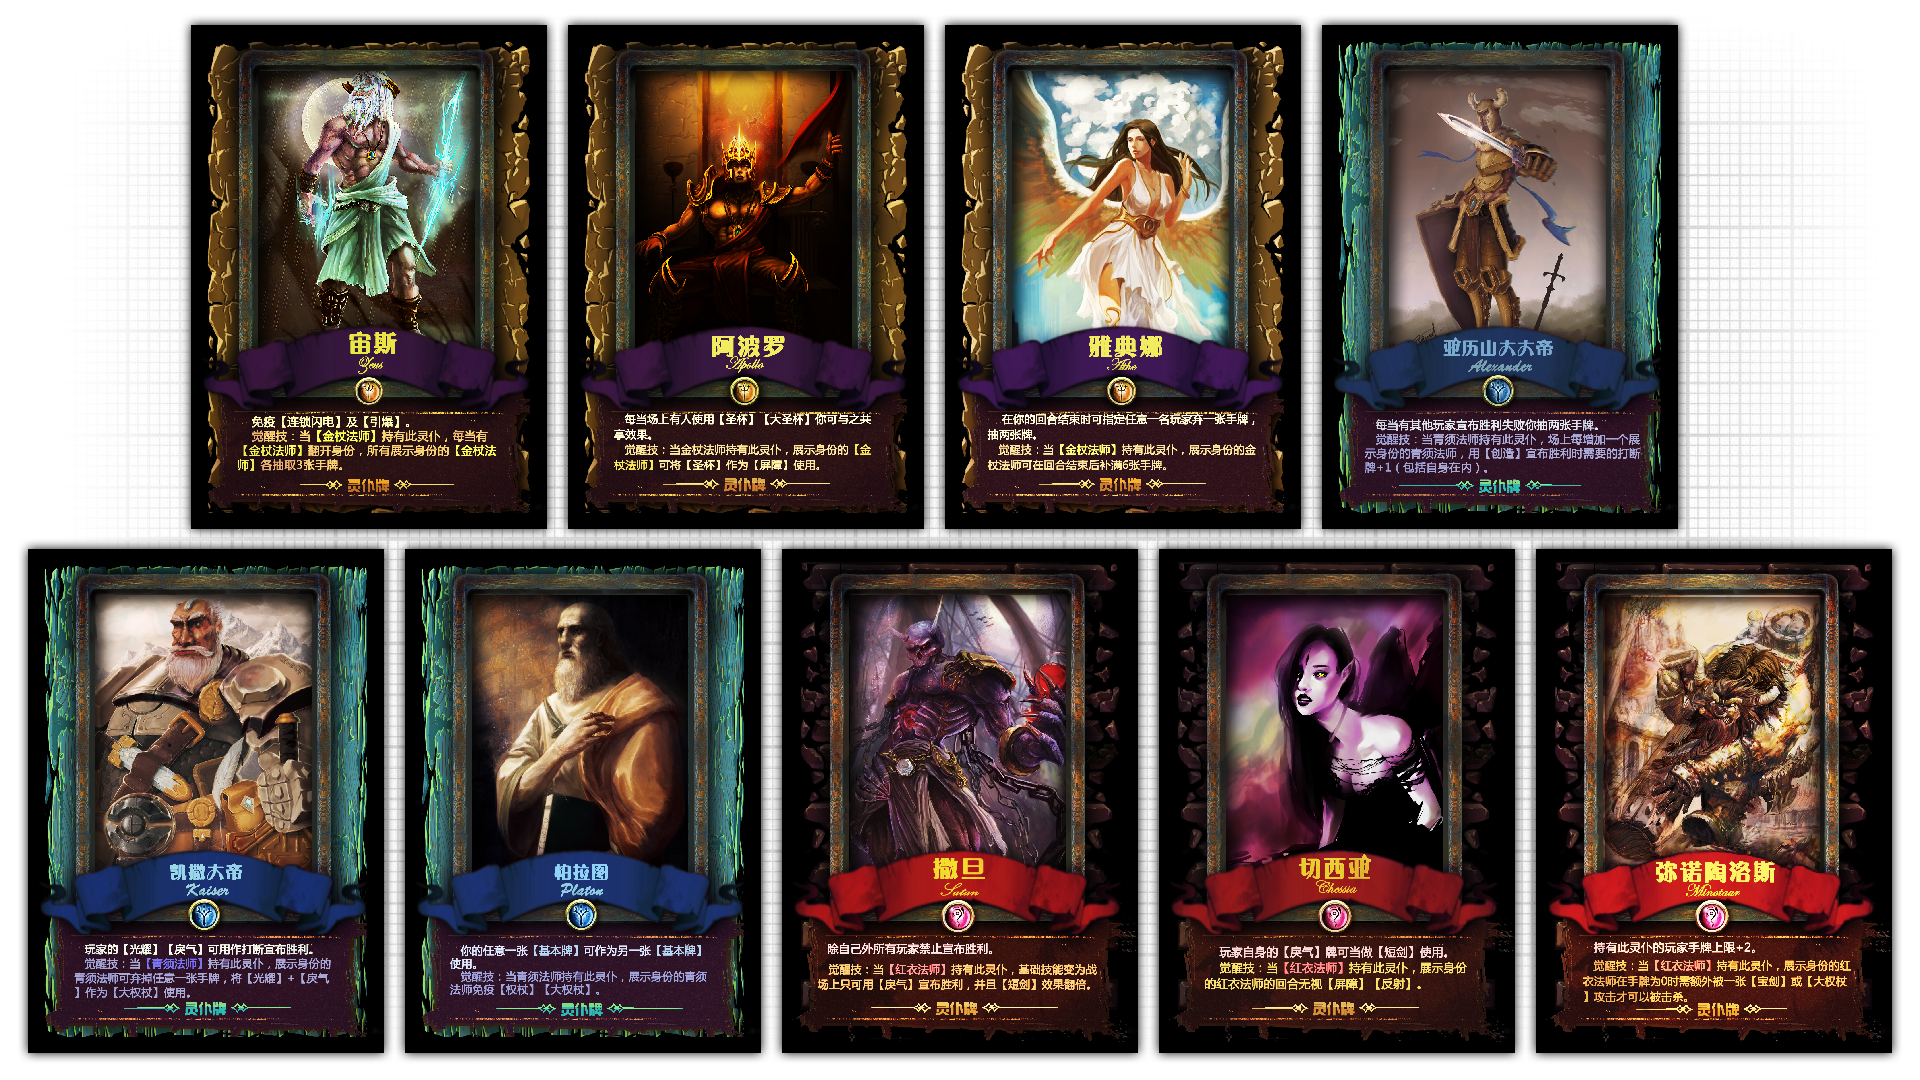 宙斯
Zeus
免疫【连锁闪电】及【引爆】。
觉醒技：当【金杖法师】持有此灵仆，每当有
【金杖法师】翻开身份，所有展示身份的【金杖法
师】各抽取3张手牌。
灵仆牌
阿波罗
Apollo
每当场上有人使用【圣杯】【大圣杯】你可与之共
享效果。
觉醒技：当金杖法师持有此灵仆，展示身份的【金
杖法师】可将【圣杯】作为【屏障】使用。
灵仆牌
雅典娜
Athe
在你的回合结束时可指定任意一名玩家弃一张手牌，
抽两张牌。
觉醒技：当【金杖法师】持有此灵仆，展示身份的金
杖法师可在回合结束后补满6张手牌。
灵仆牌
亚历山大大帝
Alexander
每当有其他玩家宣布胜利失败你抽两张手牌。
觉醒技：当青须法师持有此灵仆，场上每增加一个展
示身份的青须法师，用【创造】宣布胜利时需要的打断
牌+1（包括自身在内）。
灵仆牌
凯撒大帝
Kaiser
玩家的【光耀】【戾气】可用作打断宣布胜利。
觉醒技：当【青须法师】持有此灵仆，展示身份的
青须法师可弃掉任意一张手牌，将【光耀】+【戾气
】作为【大权杖】使用。
灵仆牌
帕拉图
Platon
你的任意一张【基本牌】可作为另一张【基本牌】
使用。
觉醒技：当青须法师持有此灵仆，展示身份的青须
法师免疫【权杖】【大权杖】。
灵仆牌
撒旦
Satan
除自己外所有玩家禁止宣布胜利。
觉醒技：当【红衣法师】持有此灵仆，基础技能变为战
场上只可用【戾气】宣布胜利，并且【短剑】效果翻倍。
灵仆牌
切西亚
Chessia
玩家自身的【戾气】牌可当做【短剑】使用。
觉醒技：当【红衣法师】持有此灵仆，展示身份
的红衣法师的回合无视【屏障】【反射】。
灵仆牌
弥诺陶洛斯
Minotaur
持有此灵仆的玩家手牌上限+2。
觉醒技：当【红衣法师】持有此灵仆，展示身份的红
衣法师在手牌为0时需额外被一张【宝剑】或【大权杖
】攻击才可以被击杀。
灵仆牌